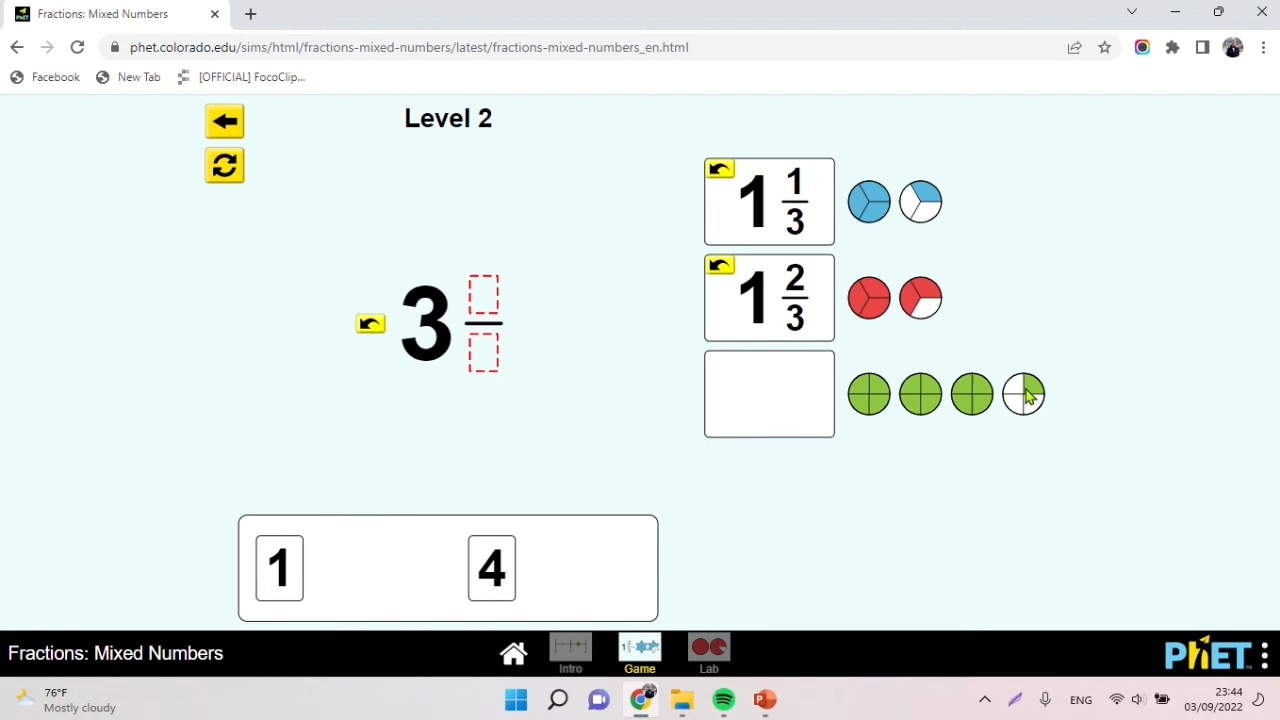 Fractions: Mixed Numbers
phet.colorado.edu/sims/html/fractions-mixed-numbers/latest/fractions-mixed-numbers_en.html
Facebook New Tab [OFFICIAL] FocoClip...
Level 2
1 1/3
1 2/3
3
1 4
Fractions: Mixed Numbers
Intro Game Lab
PhET
76°F
Mostly cloudy
ENG
23:44
03/09/2022